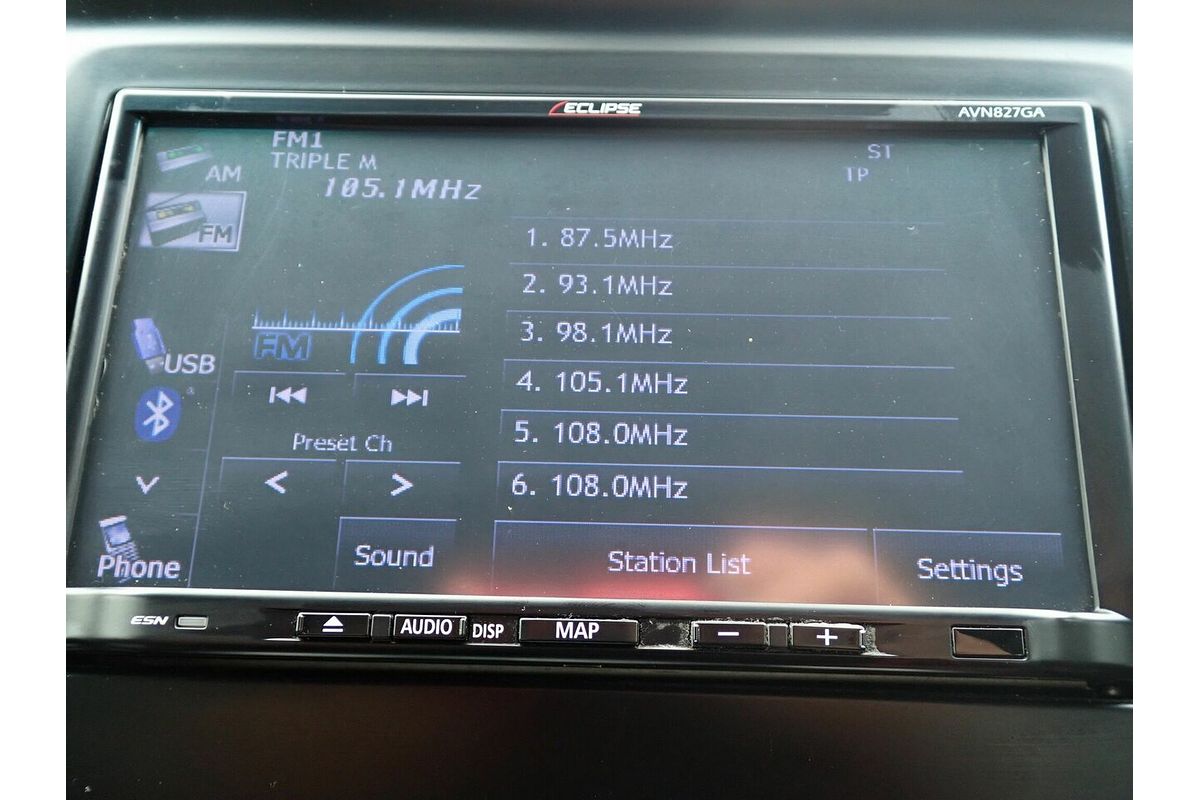 ECLIPSE
AVN827GA
FM1
TRIPLE M
105.1MHz
ST
TP
AM
FM
USB
Phone
FM
Preset Ch
<
>
Sound
1. 87.5MHz
2. 93.1MHz
3. 98.1MHz
4. 105.1MHz
5. 108.0MHz
6. 108.0MHz
Station List
Settings
ESN
AUDIO
DISP
MAP
−
+